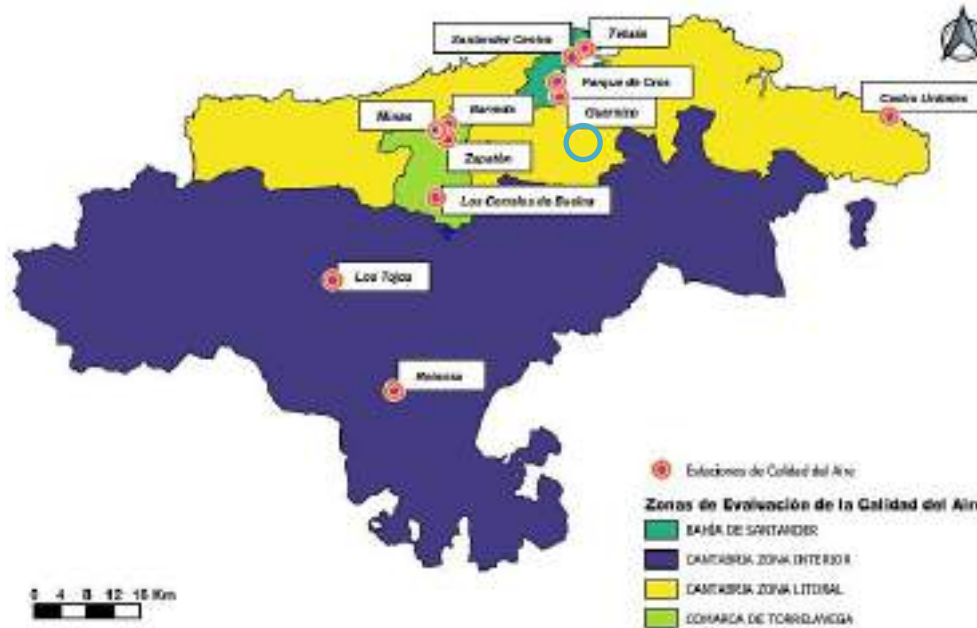 Santander Centro
Tetuán
Parque de Cros
Castro Urdiales
Minas
Barreda
Guarnizo
Zapatón
Los Corrales de Buelna
Los Tojos
Reinosa
Estaciones de Calidad del Aire
Zonas de Evaluación de la Calidad del Aire
BAHÍA DE SANTANDER
CANTABRIA ZONA INTERIOR
CANTABRIA ZONA LITORAL
COMARCA DE TORRELAVEGA
0 4 8 12 16 Km